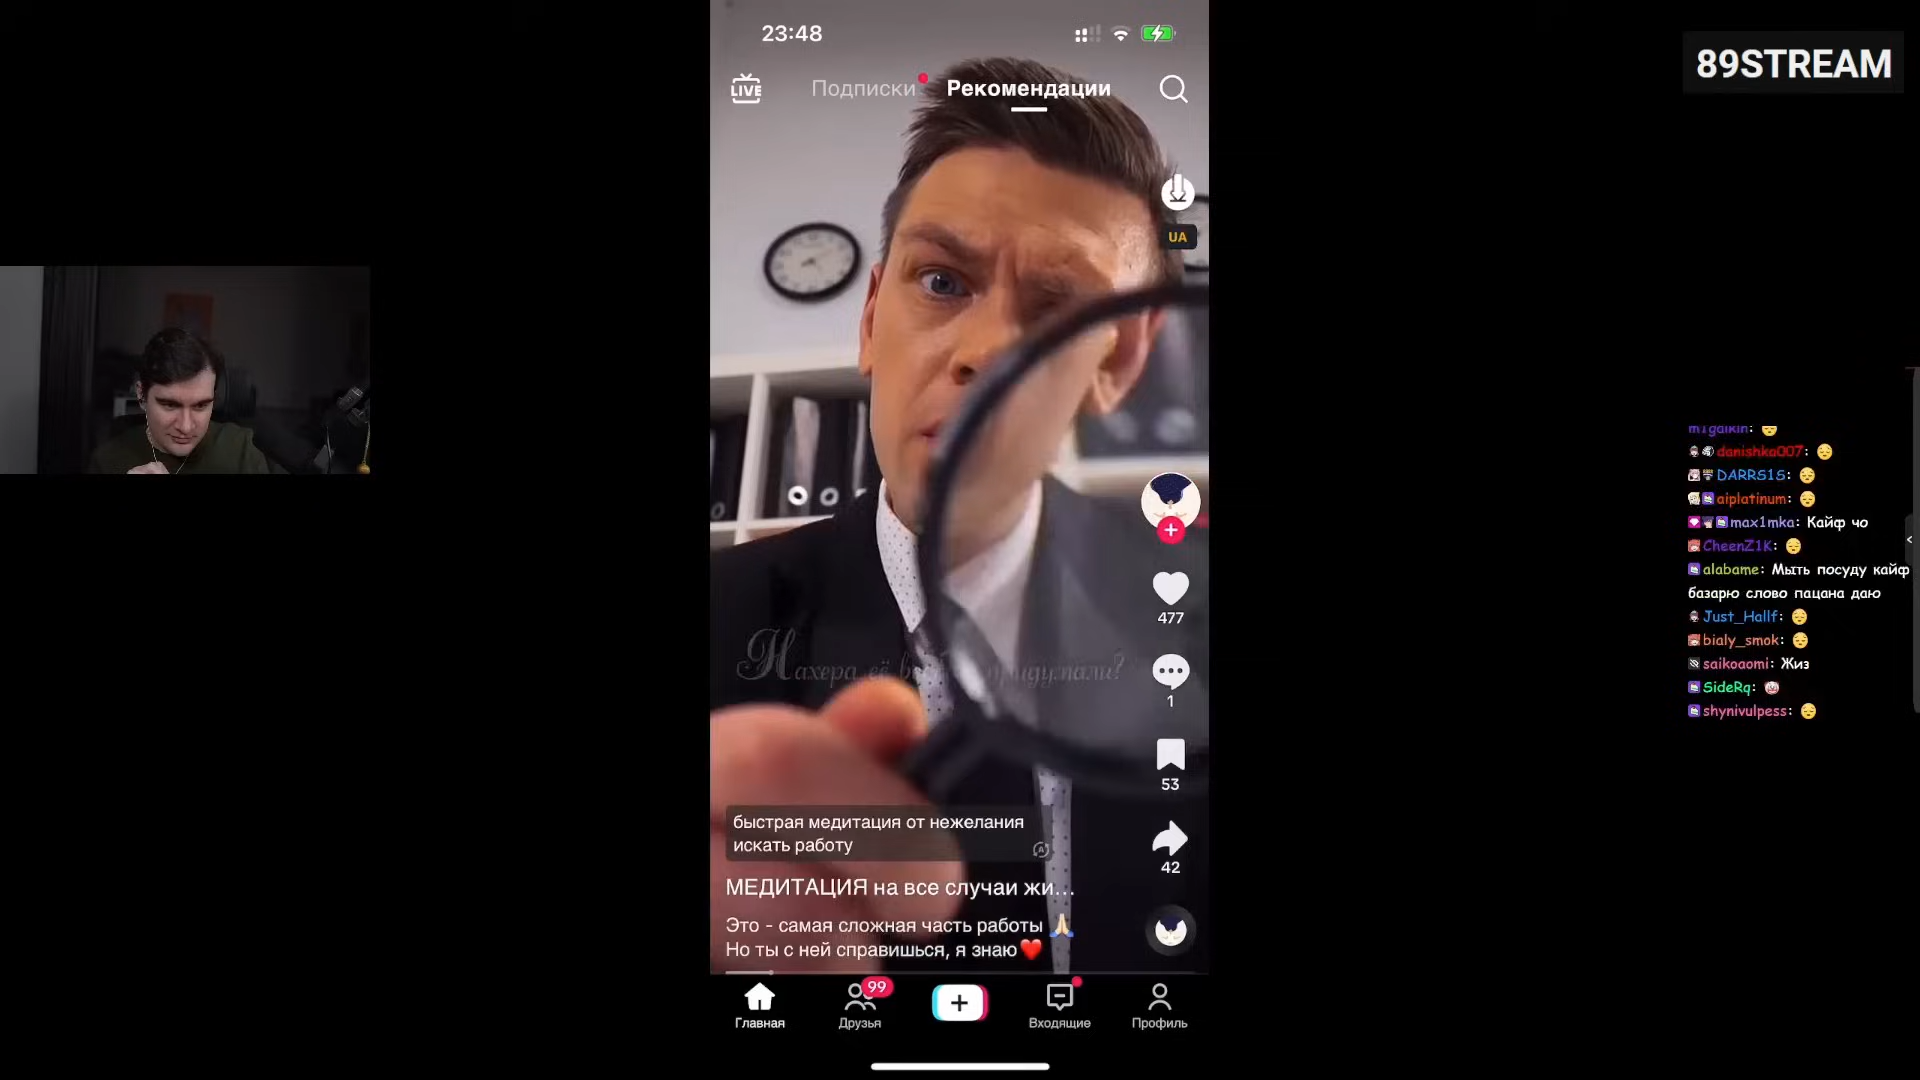 23:48
89STREAM
LIVE
Подписки
Рекомендации
UA
477
1
53
42
быстрая медитация от нежелания
искать работу
МЕДИТАЦИЯ на все случаи жи...
Это - самая сложная часть работы 🙏
Но ты с ней справишься, я знаю❤️
Главная
99
Друзья
Входящие
Профиль
Нахера её
m1galkin: 😔
danishka007: 😔
DARRS1S: 😔
aiplatinum: 😔
max1mka: Кайф чо
CheenZ1K: 😔
alabame: Мыть посуду кайф
базарю слово пацана даю
Just_Hallf: 😔
bialy_smok: 😔
saikoaomi: Жиз
SideRq: 🤡
shynivulpess: 😔